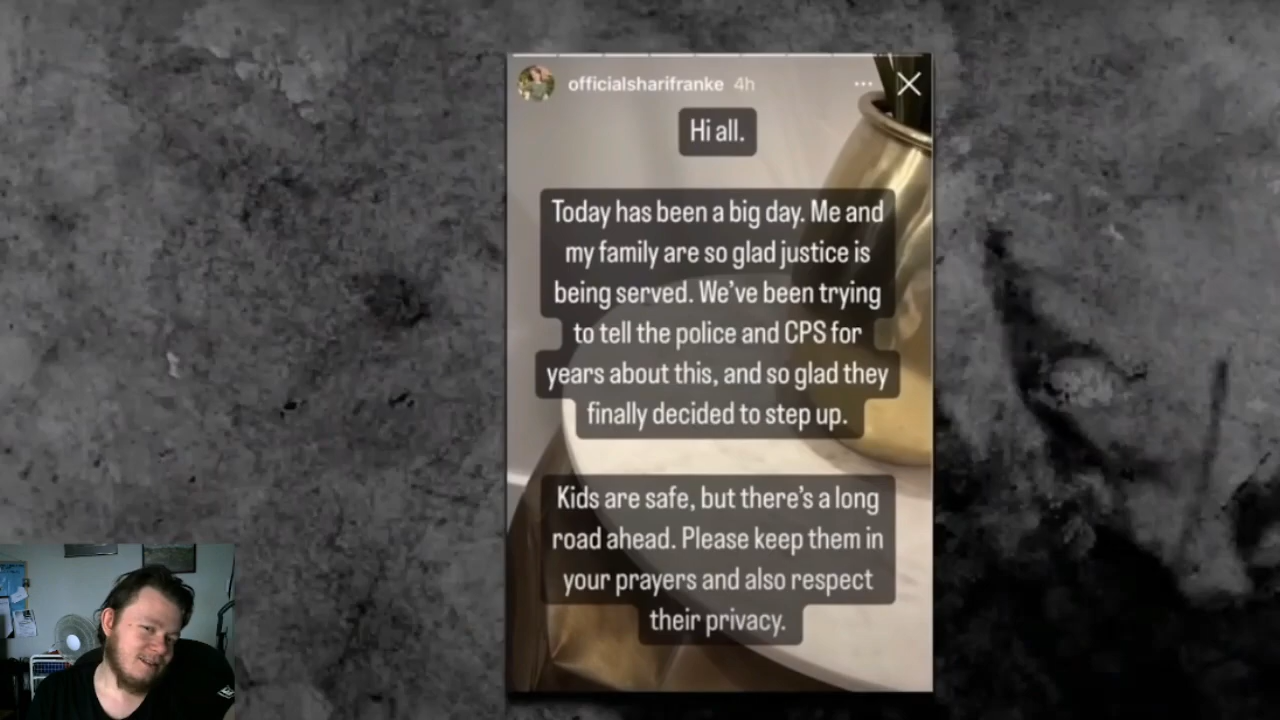 officialsharifranke 4h
Hi all.
Today has been a big day. Me and
my family are so glad justice is
being served. We've been trying
to tell the police and CPS for
years about this, and so glad they
finally decided to step up.
Kids are safe, but there's a long
road ahead. Please keep them in
your prayers and also respect
their privacy.